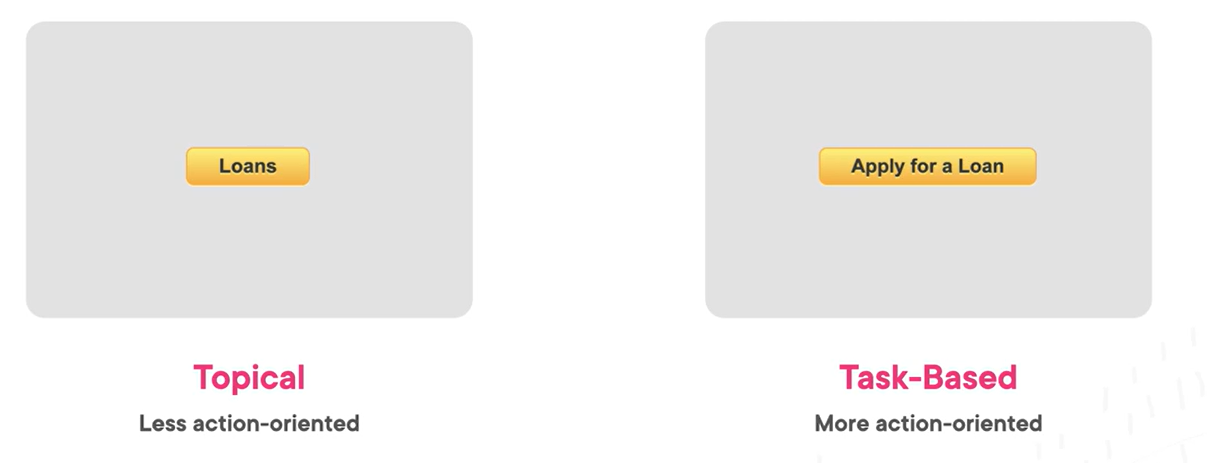 Loans
Apply for a Loan
Topical
Task-Based
Less action-oriented
More action-oriented